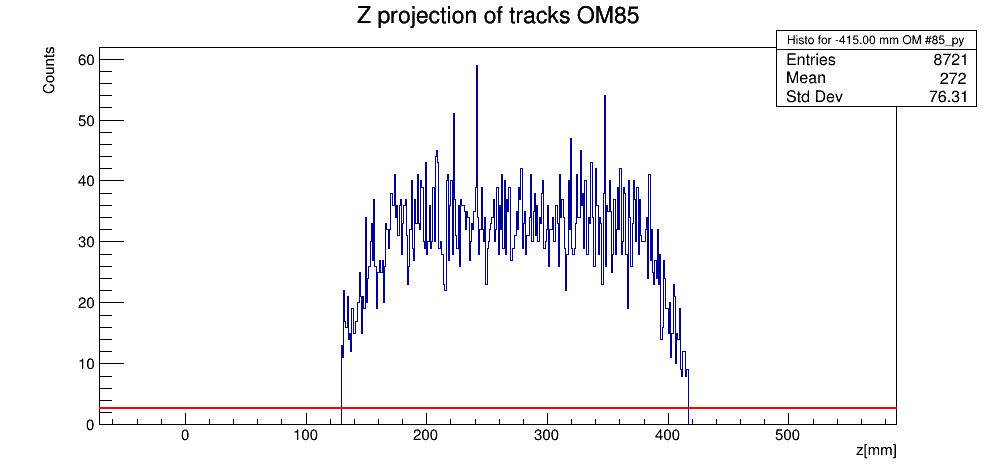 Z projection of tracks OM85
Histo for -415.00 mm OM #85_py
Entries 8721
Mean 272
Std Dev 76.31
Counts
60
50
40
30
20
10
0
0 100 200 300 400 500
z[mm]